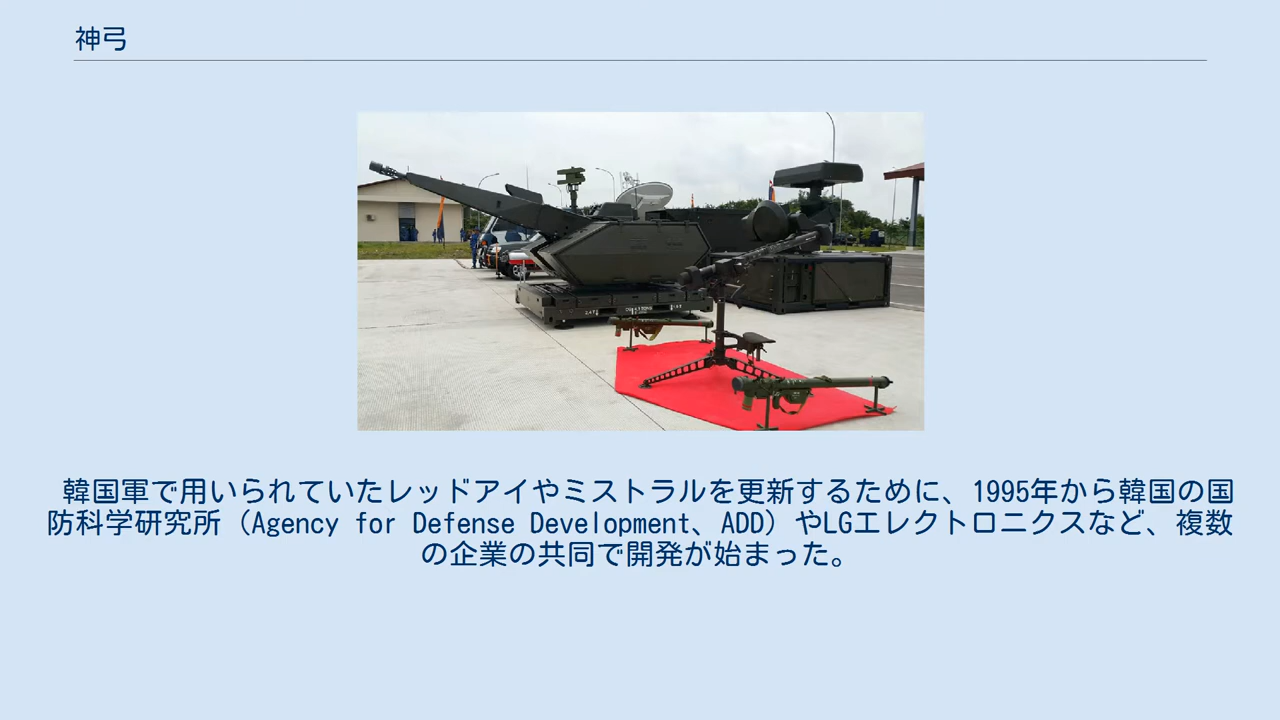 神弓
韓国軍で用いられていたレッドアイやミストラルを更新するために、1995年から韓国の国
防科学研究所（Agency for Defense Development、ADD）やLGエレクトロニクスなど、複数
の企業の共同で開発が始まった。